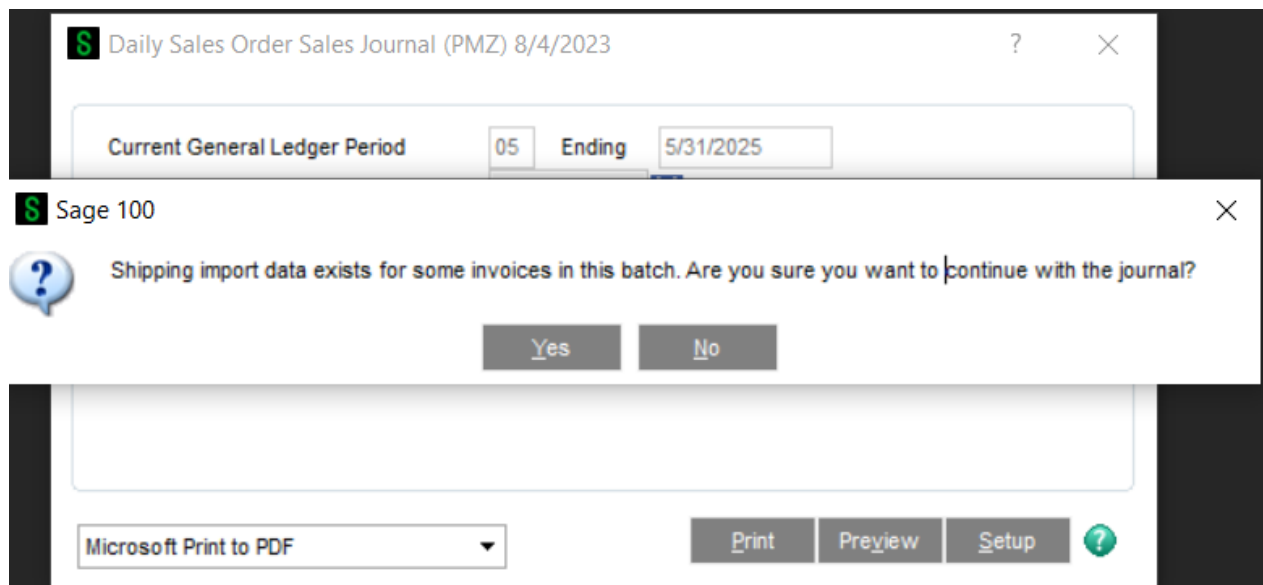 Daily Sales Order Sales Journal (PMZ) 8/4/2023 ?
Current General Ledger Period 05 Ending 5/31/2025
Sage 100
Shipping import data exists for some invoices in this batch. Are you sure you want to continue with the journal?
Yes No
Microsoft Print to PDF Print Preview Setup ?